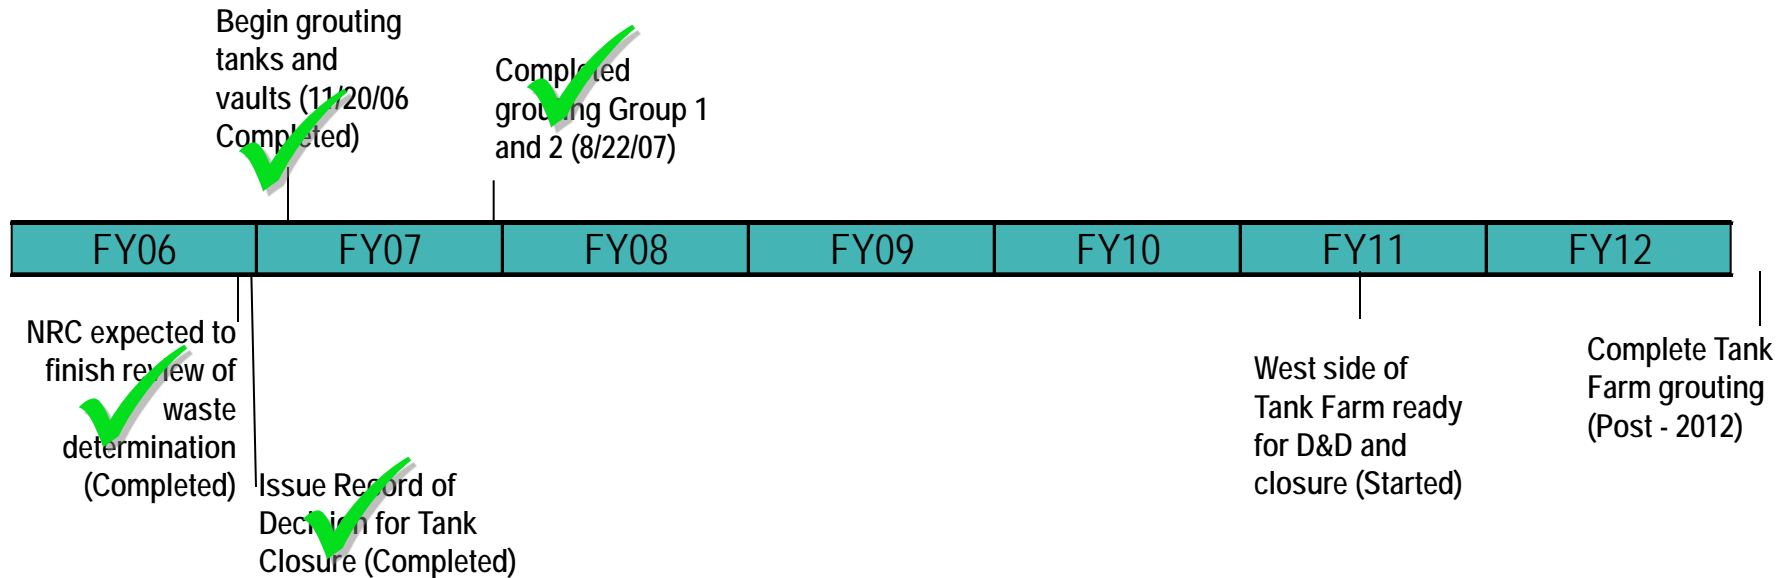 Begin grouting
tanks and
vaults (11/20/06
Completed)
Completed
grouting Group 1
and 2 (8/22/07)
FY06
FY07
FY08
FY09
FY10
FY11
FY12
NRC expected to
finish review of
waste
determination
(Completed)
Issue Record of
Decision for Tank
Closure (Completed)
West side of
Tank Farm ready
for D&D and
closure (Started)
Complete Tank
Farm grouting
(Post - 2012)